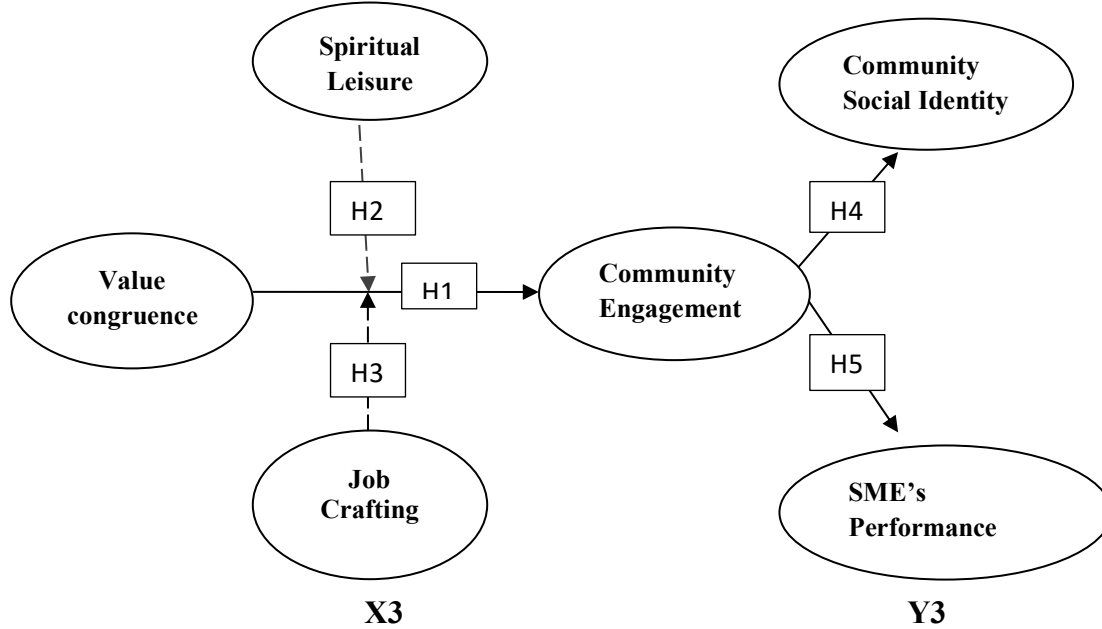 Spiritual
Leisure
Community
Social Identity
H2
H4
Value
congruence
H1
Community
Engagement
H3
H5
Job
Crafting
SME’s
Performance
X3
Y3